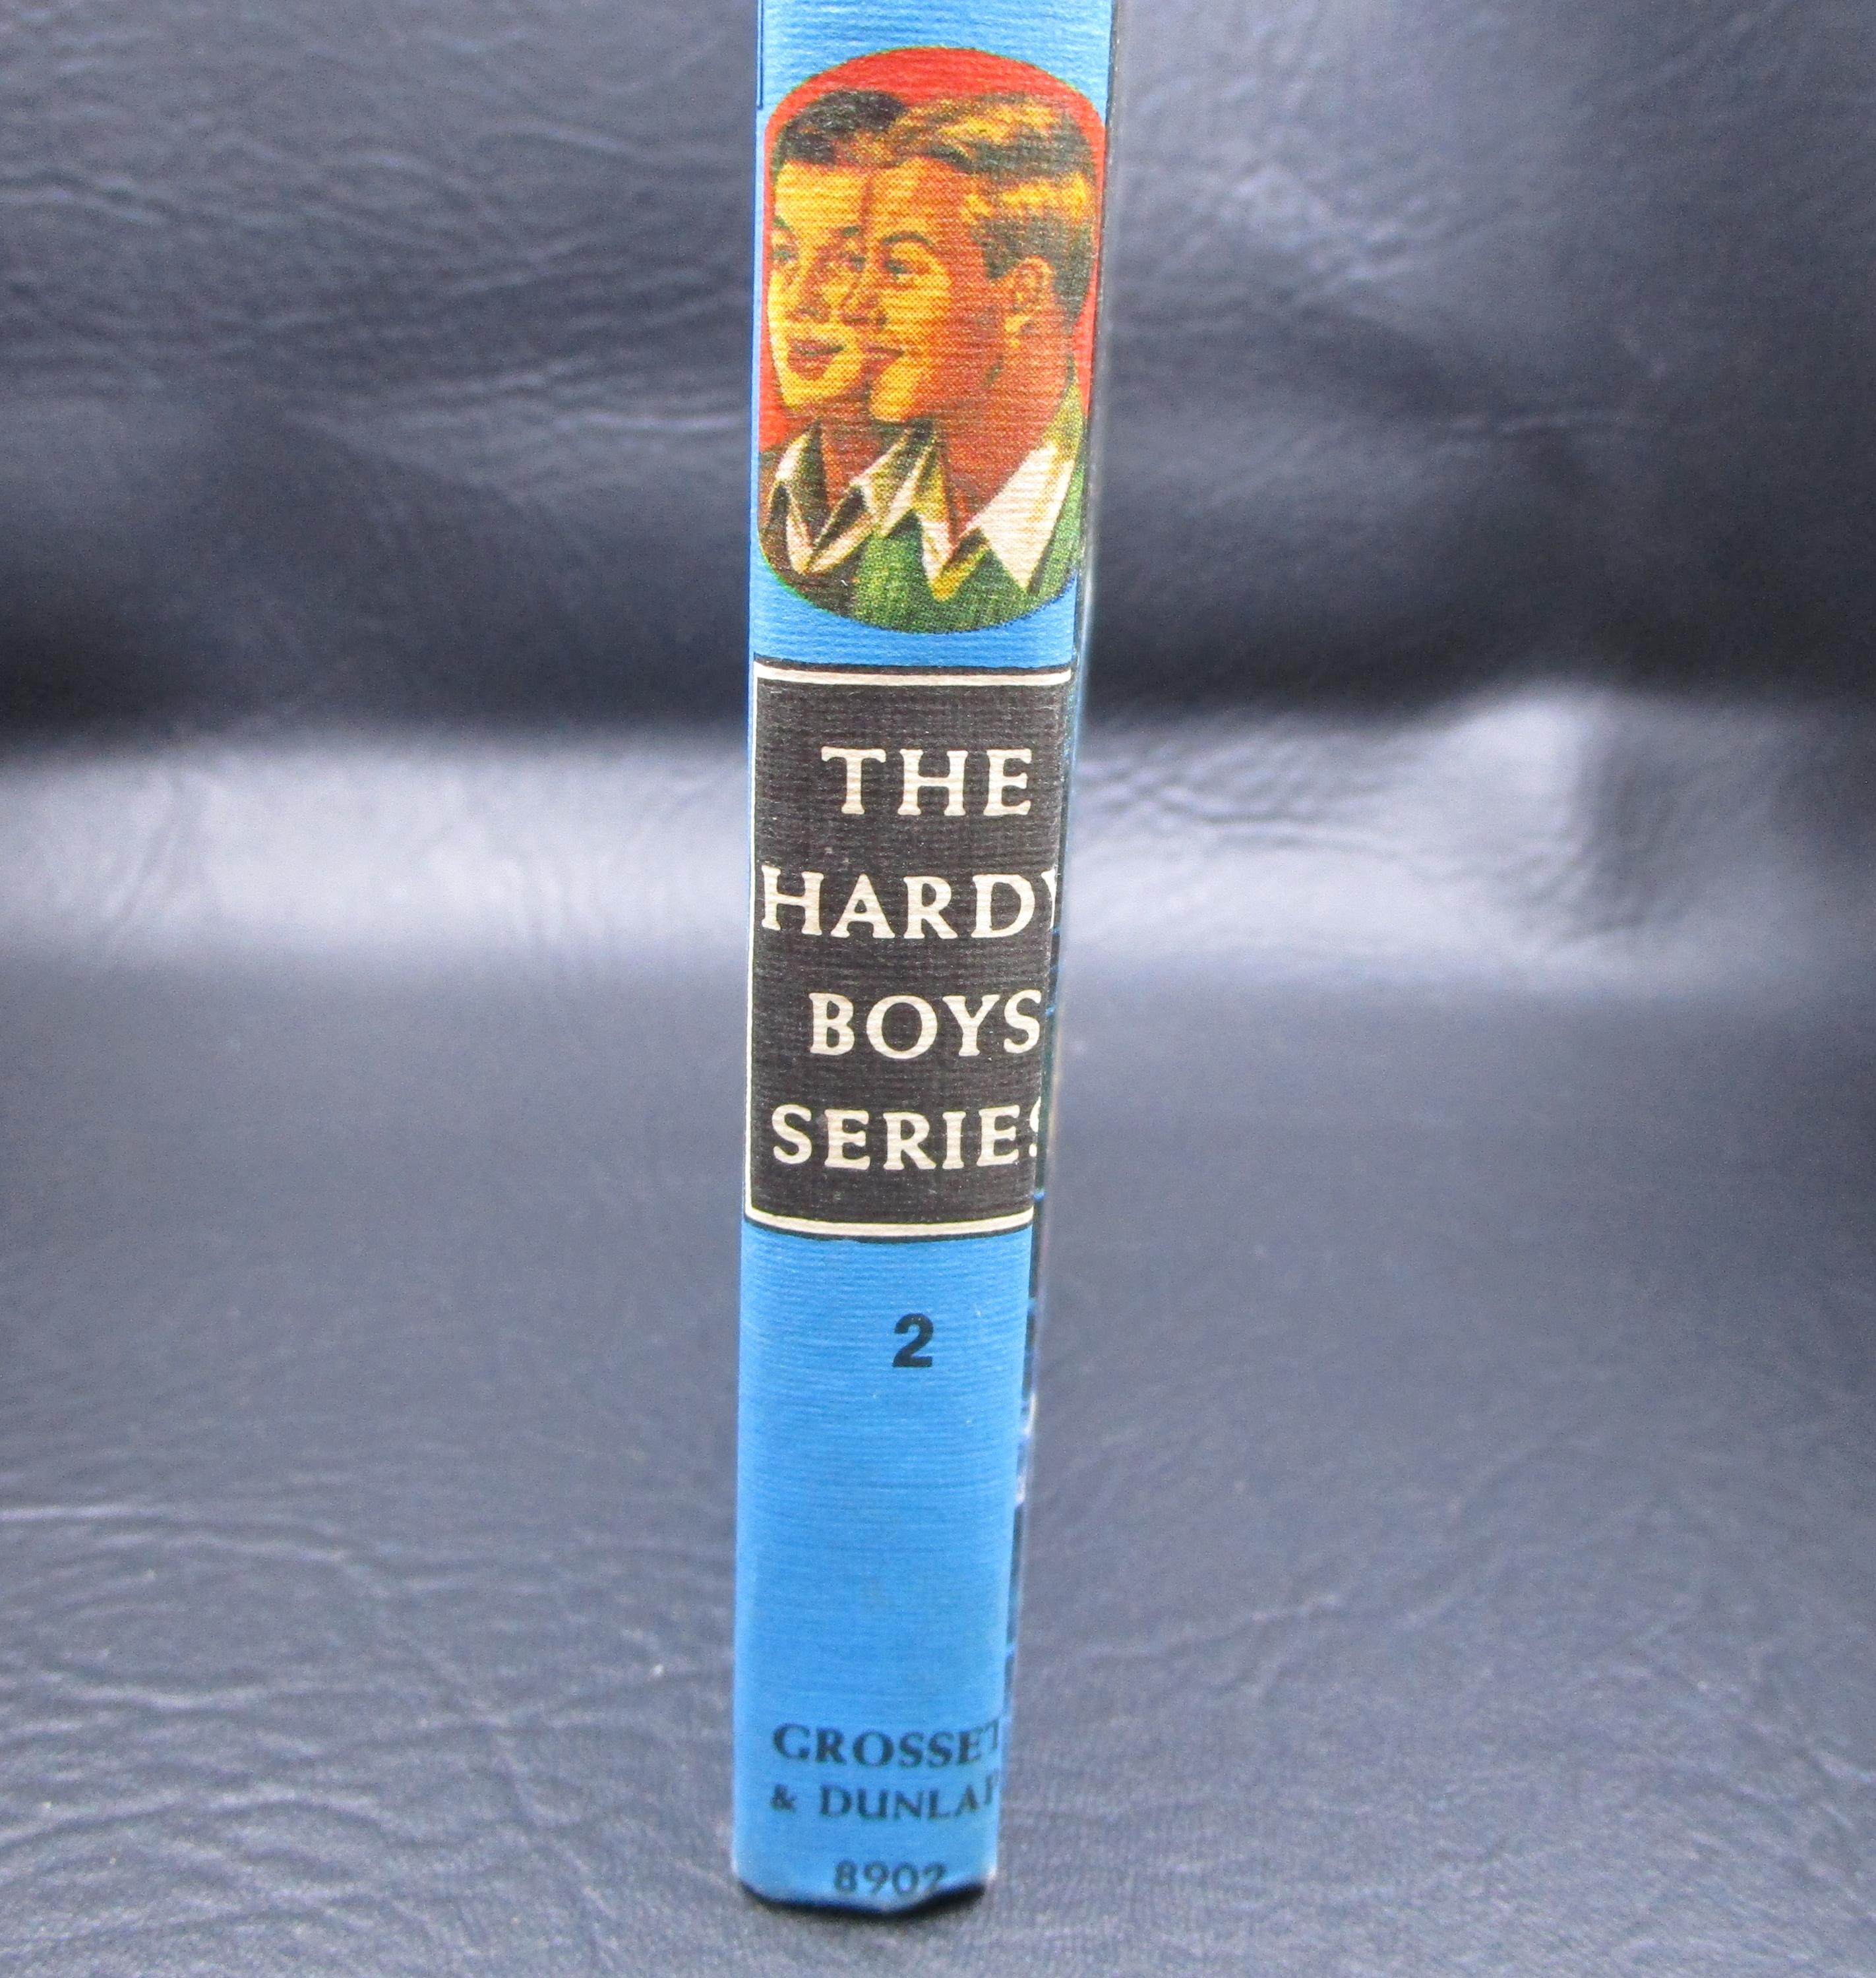 THE
HARDY
BOYS
SERIES
2
GROSSET
& DUNLAP
8902